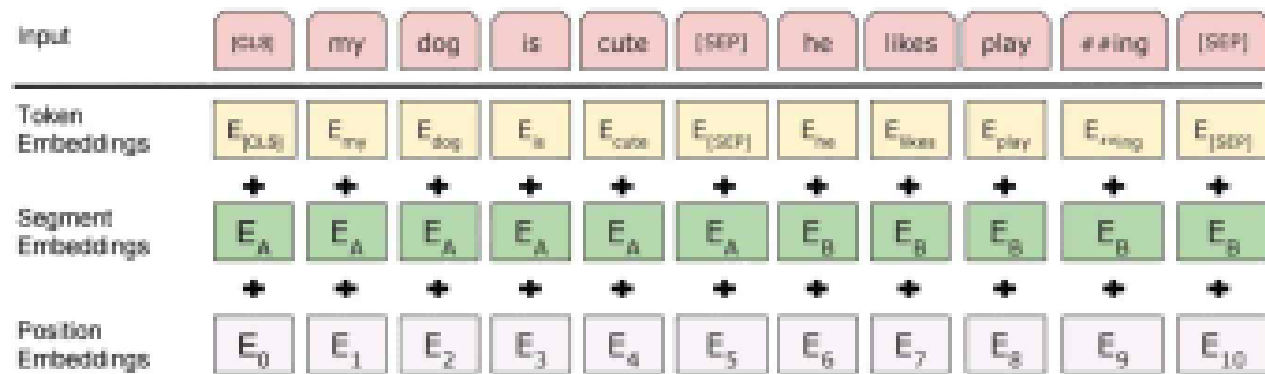 Input [CLS] my dog is cute [SEP] he likes play ##ing [SEP]
Token
Embeddings E[CLS] Emy Edog Eis Ecute E[SEP] Ehe Elikes Eplay E##ing E[SEP]
+ + + + + + + + + + +
Segment
Embeddings EA EA EA EA EA EA EB EB EB EB EB
+ + + + + + + + + + +
Position
Embeddings E0 E1 E2 E3 E4 E5 E6 E7 E8 E9 E10